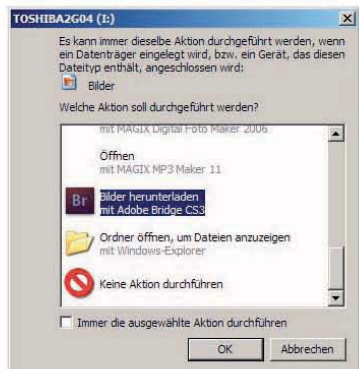 TOSHIBA2G04 (I:)
Es kann immer dieselbe Aktion durchgeführt werden, wenn
ein Datenträger eingelegt wird, bzw. ein Gerät, das diesen
Dateityp enthält, angeschlossen wird:
Bilder
Welche Aktion soll durchgeführt werden?
mit MAGIX Digital Foto Maker 2006
Öffnen
mit MAGIX MP3 Maker 11
Br
Bilder herunterladen
mit Adobe Bridge CS3
Ordner öffnen, um Dateien anzuzeigen
mit Windows-Explorer
Keine Aktion durchführen
Immer die ausgewählte Aktion durchführen
OK
Abbrechen